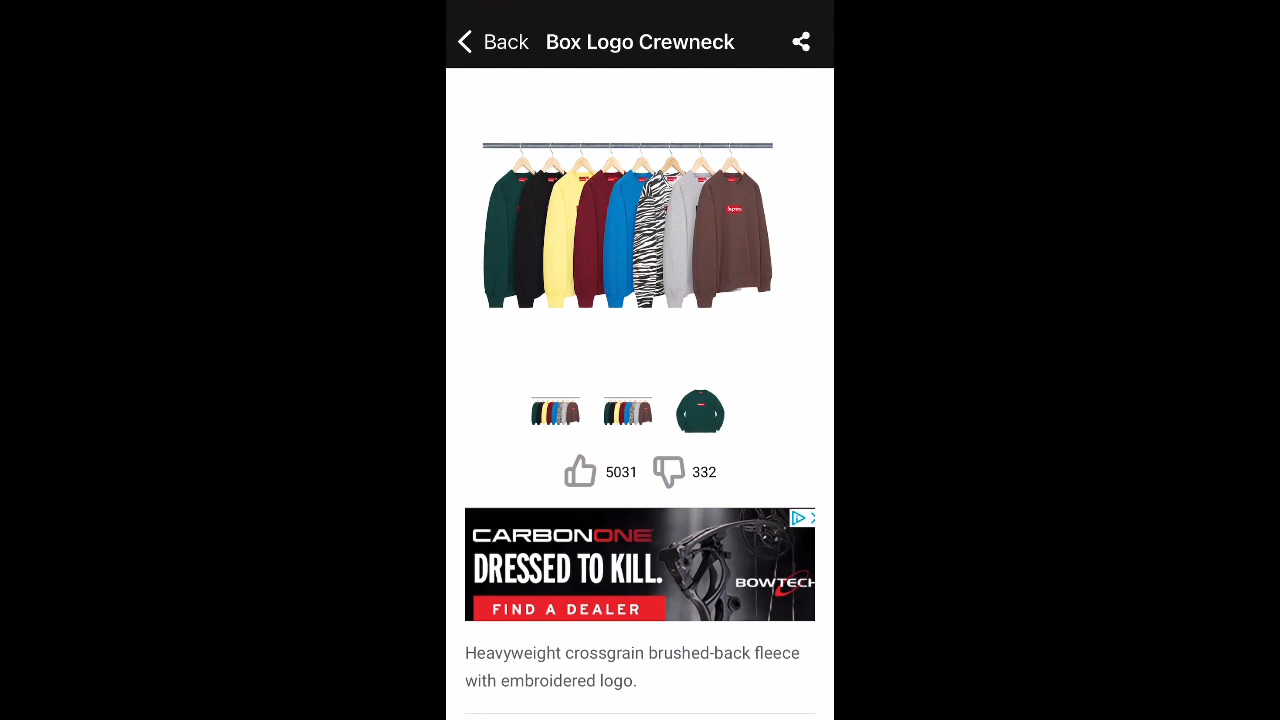 Back Box Logo Crewneck
Supreme
5031 332
CARBONONE
DRESSED TO KILL.
BOWTECH
FIND A DEALER
Heavyweight crossgrain brushed-back fleece
with embroidered logo.